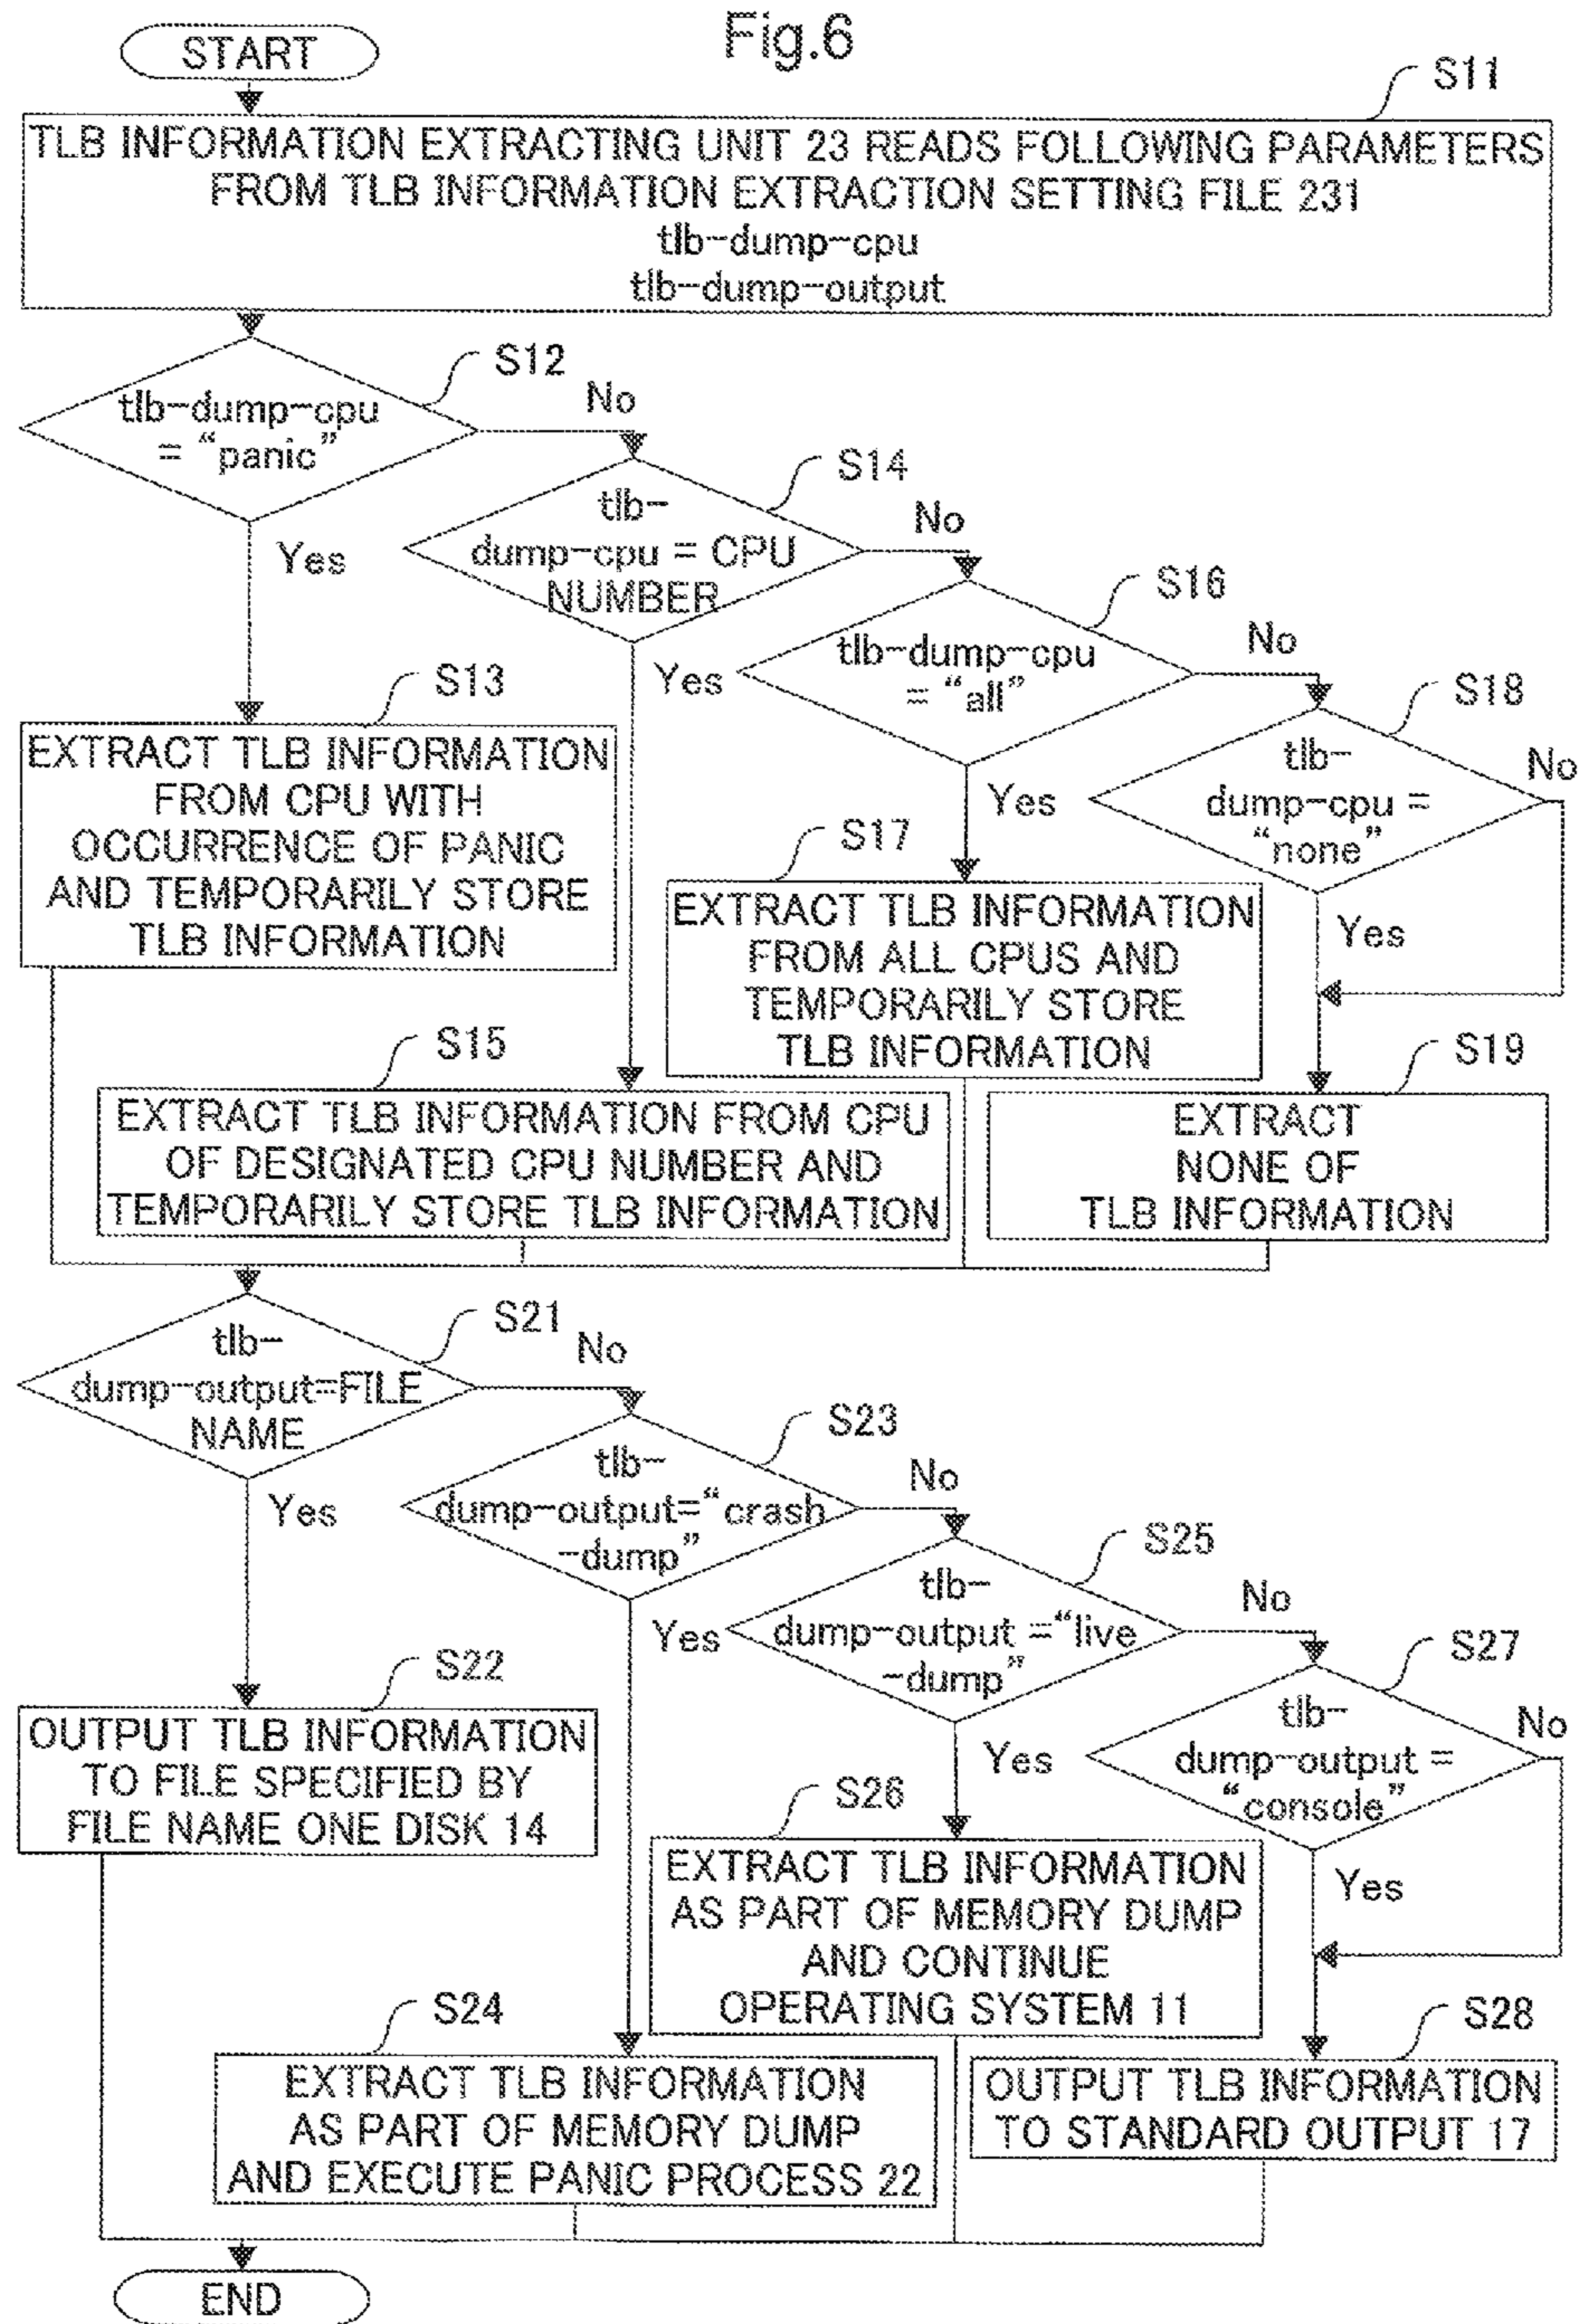 Fig.6
START
S11
TLB INFORMATION EXTRACTING UNIT 23 READS FOLLOWING PARAMETERS
FROM TLB INFORMATION EXTRACTION SETTING FILE 231
tlb-dump-cpu
tlb-dump-output
S12
tlb-dump-cpu
= "panic"
No
Yes
S14
tlb-
dump-cpu = CPU
NUMBER
No
Yes
S16
tlb-dump-cpu
= "all"
No
Yes
S18
tlb-
dump-cpu =
"none"
No
Yes
S13
EXTRACT TLB INFORMATION
FROM CPU WITH
OCCURRENCE OF PANIC
AND TEMPORARILY STORE
TLB INFORMATION
S17
EXTRACT TLB INFORMATION
FROM ALL CPUS AND
TEMPORARILY STORE
TLB INFORMATION
S15
EXTRACT TLB INFORMATION FROM CPU
OF DESIGNATED CPU NUMBER AND
TEMPORARILY STORE TLB INFORMATION
S19
EXTRACT
NONE OF
TLB INFORMATION
S21
tlb-
dump-output=FILE
NAME
No
Yes
S23
tlb-
dump-output="crash
-dump"
No
Yes
S25
tlb-
dump-output ="live
-dump"
No
Yes
S27
tlb-
dump-output =
"console"
No
Yes
S22
OUTPUT TLB INFORMATION
TO FILE SPECIFIED BY
FILE NAME ONE DISK 14
S26
EXTRACT TLB INFORMATION
AS PART OF MEMORY DUMP
AND CONTINUE
OPERATING SYSTEM 11
S24
EXTRACT TLB INFORMATION
AS PART OF MEMORY DUMP
AND EXECUTE PANIC PROCESS 22
S28
OUTPUT TLB INFORMATION
TO STANDARD OUTPUT 17
END